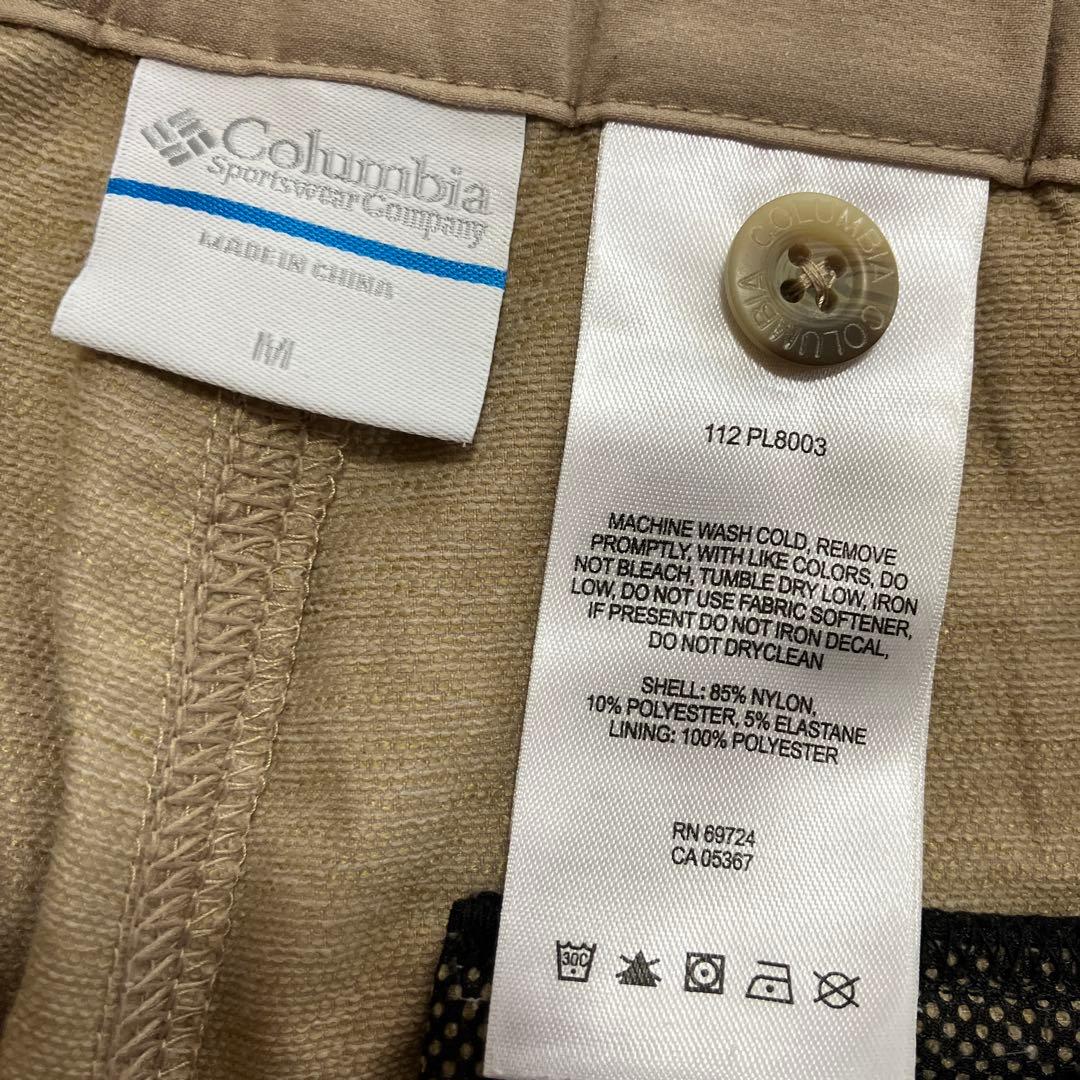 Columbia
Sportswear Company
MADE IN CHINA
M
COLUMBIA COLUMBIA
112 PL8003
MACHINE WASH COLD, REMOVE
PROMPTLY, WITH LIKE COLORS, DO
NOT BLEACH, TUMBLE DRY LOW, IRON
LOW, DO NOT USE FABRIC SOFTENER,
IF PRESENT DO NOT IRON DECAL,
DO NOT DRYCLEAN
SHELL: 85% NYLON,
10% POLYESTER, 5% ELASTANE
LINING: 100% POLYESTER
RN 69724
CA 05367
30C